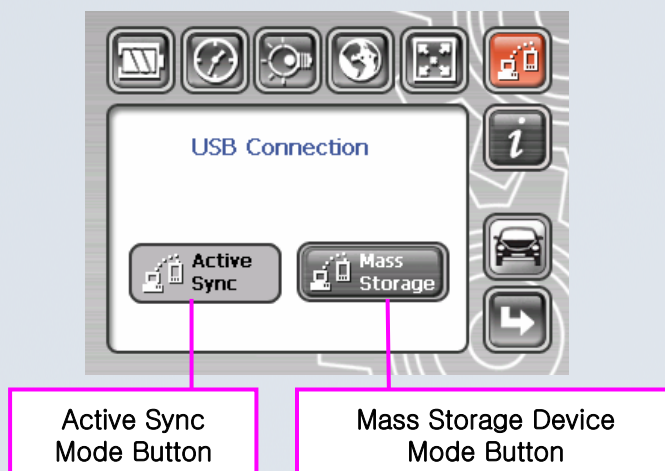 USB Connection
i
Active
Sync
Mass
Storage
Active Sync
Mode Button
Mass Storage Device
Mode Button